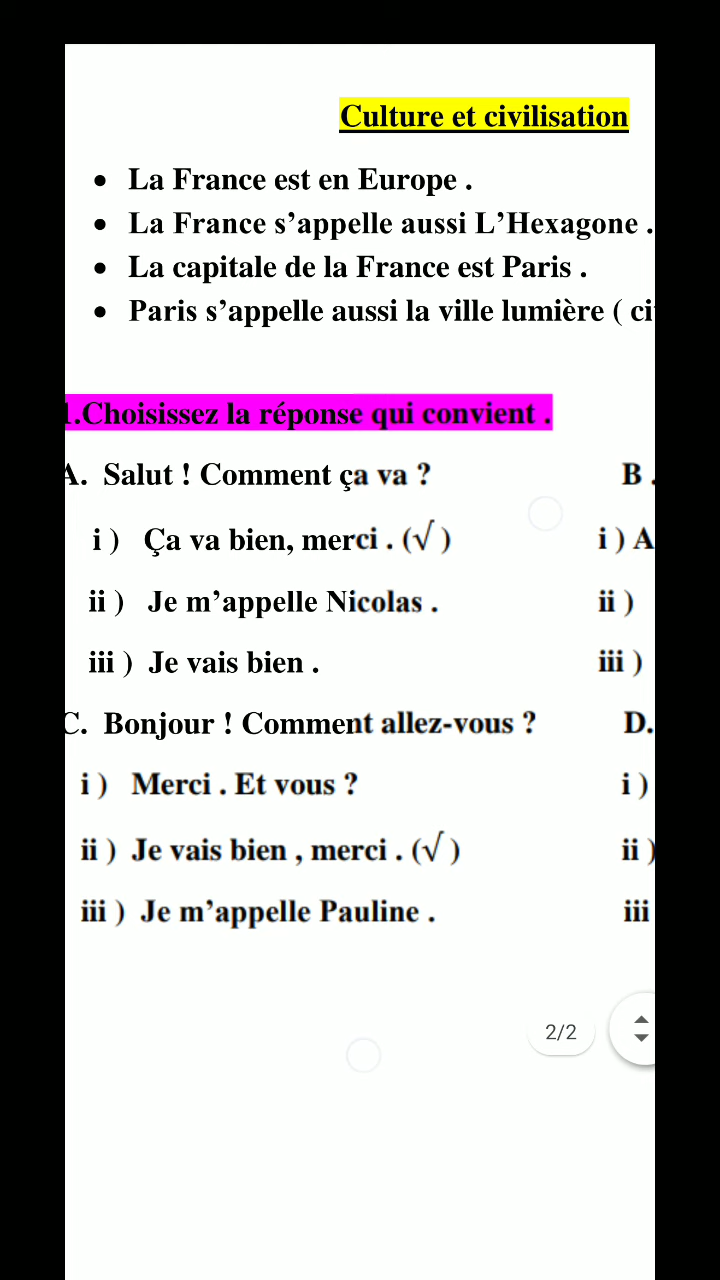 Culture et civilisation
• La France est en Europe .
• La France s’appelle aussi L’Hexagone .
• La capitale de la France est Paris .
• Paris s’appelle aussi la ville lumière (
1.Choisissez la réponse qui convient .
A. Salut ! Comment ça va ? B .
i ) Ça va bien, merci . (√ ) i ) A
ii ) Je m’appelle Nicolas . ii )
iii ) Je vais bien . iii )
C. Bonjour ! Comment allez-vous ? D.
i ) Merci . Et vous ? i )
ii ) Je vais bien , merci . (√ ) ii )
iii ) Je m’appelle Pauline . iii
2/2